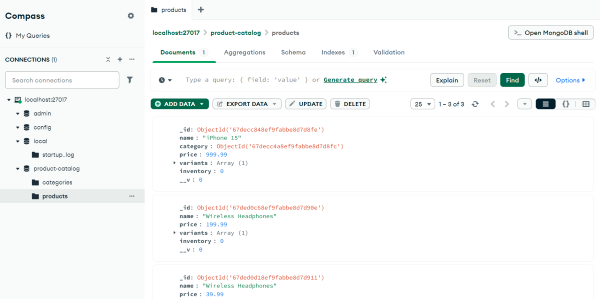 Compass
My Queries
CONNECTIONS (1)
Search connections
localhost:27017
admin
config
local
startup_log
product-catalog
categories
products
products
localhost:27017 > product-catalog > products
Open MongoDB shell
Documents 1
Aggregations
Schema
Indexes 1
Validation
Type a query: { field: 'value' } or Generate query
Explain
Reset
Find
Options
ADD DATA
EXPORT DATA
UPDATE
DELETE
25
1 – 3 of 3
_id: ObjectId('67decc848ef9fabbe8d7d8fe')
name : "iPhone 15"
category : ObjectId('67decc4a8ef9fabbe8d7d8fc')
price : 999.99
variants : Array (1)
inventory : 0
__v : 0
_id: ObjectId('67ded0c68ef9fabbe8d7d90e')
name : "Wireless Headphones"
price : 199.99
variants : Array (1)
inventory : 0
__v : 0
_id: ObjectId('67ded0d18ef9fabbe8d7d911')
name : "Wireless Headphones"
price : 39.99